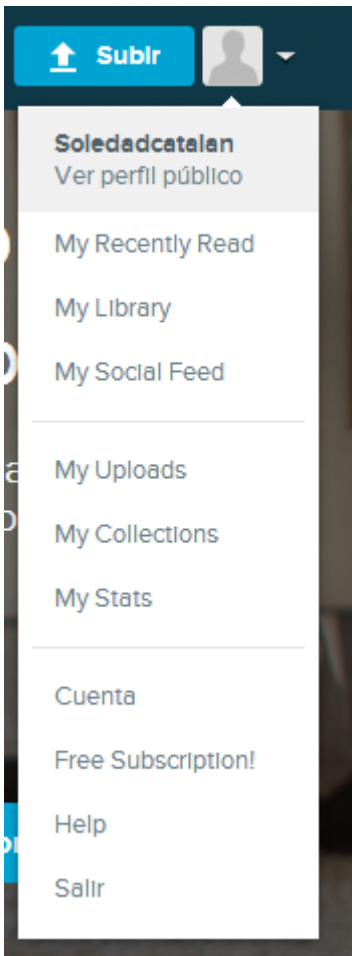 Subir
Soledadcatalan
Ver perfil público
My Recently Read
My Library
My Social Feed
My Uploads
My Collections
My Stats
Cuenta
Free Subscription!
Help
Salir